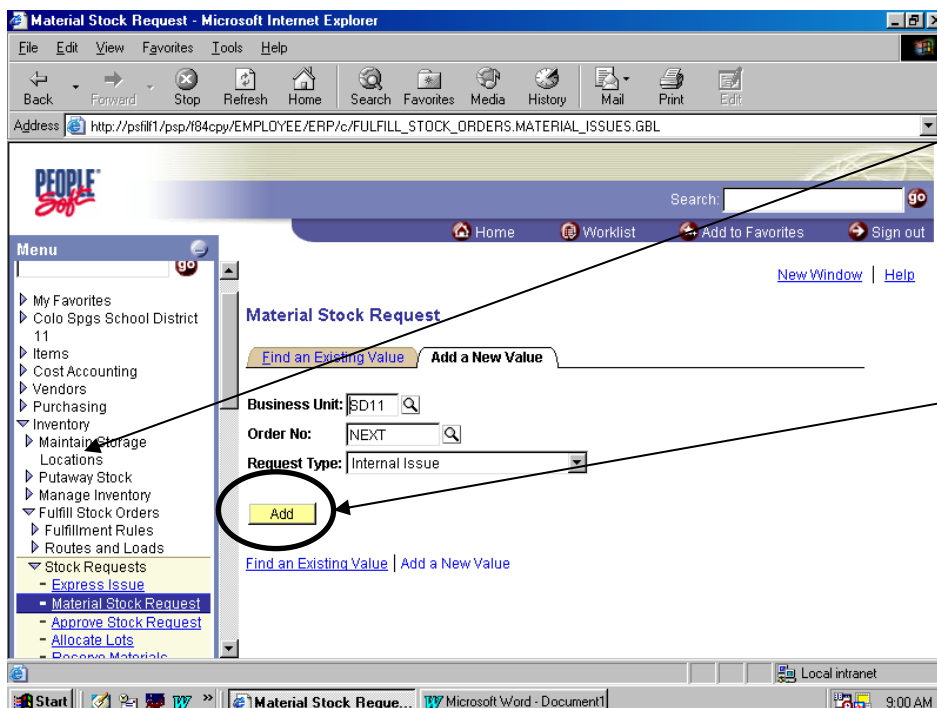 Material Stock Request - Microsoft Internet Explorer
File Edit View Favorites Tools Help
Back Forward Stop Refresh Home Search Favorites Media History Mail Print Edit
Address http://psfilf1/psp/f84cpy/EMPLOYEE/ERP/c/FULFILL_STOCK_ORDERS.MATERIAL_ISSUES.GBL
PEOPLE Soft
Search: go
Home Worklist Add to Favorites Sign out
Menu
go
New Window | Help
My Favorites
Colo Spgs School District
11
Items
Cost Accounting
Vendors
Purchasing
Inventory
Maintain Storage
Locations
Putaway Stock
Manage Inventory
Fulfill Stock Orders
Fulfillment Rules
Routes and Loads
Stock Requests
- Express Issue
- Material Stock Request
- Approve Stock Request
- Allocate Lots
- Reserve Materials
Material Stock Request
Find an Existing Value Add a New Value
Business Unit: SD11
Order No: NEXT
Request Type: Internal Issue
Add
Find an Existing Value | Add a New Value
Local intranet
Start » Material Stock Reque... Microsoft Word - Document1 9:00 AM